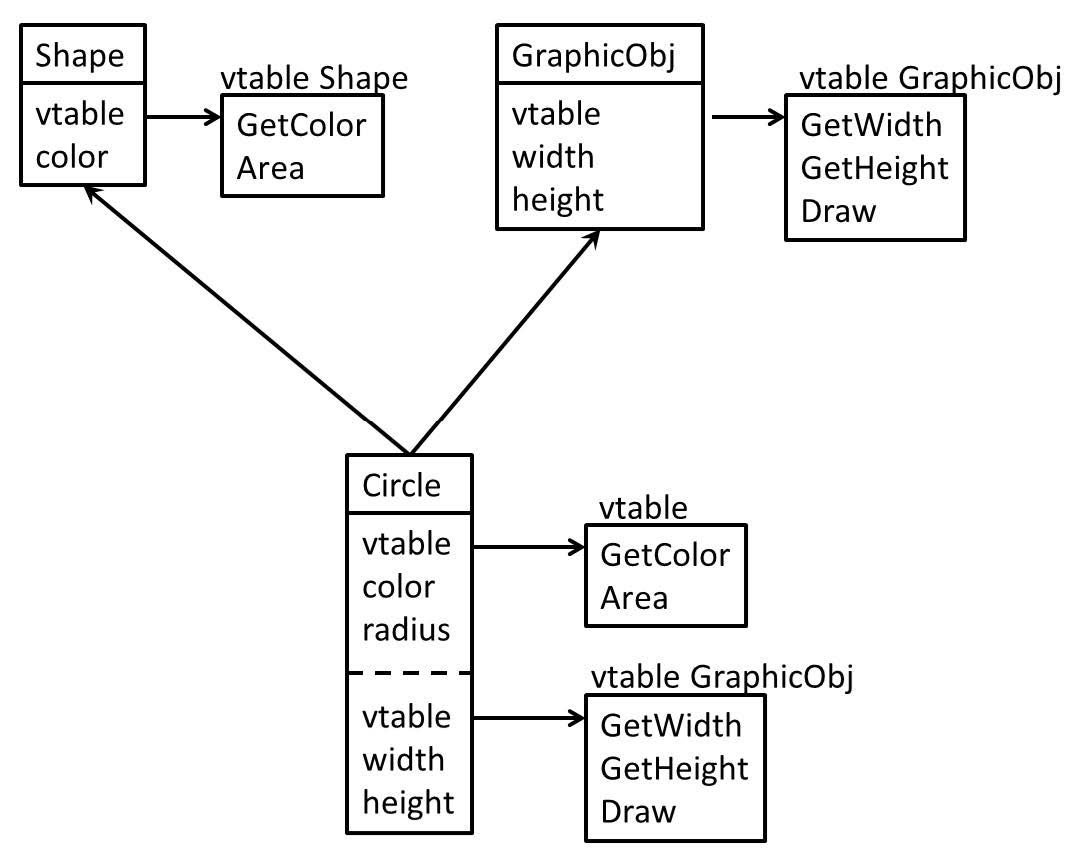 Shape
vtable
color
vtable Shape
GetColor
Area
GraphicObj
vtable
width
height
vtable GraphicObj
GetWidth
GetHeight
Draw
Circle
vtable
color
radius
vtable
width
height
vtable
GetColor
Area
vtable GraphicObj
GetWidth
GetHeight
Draw